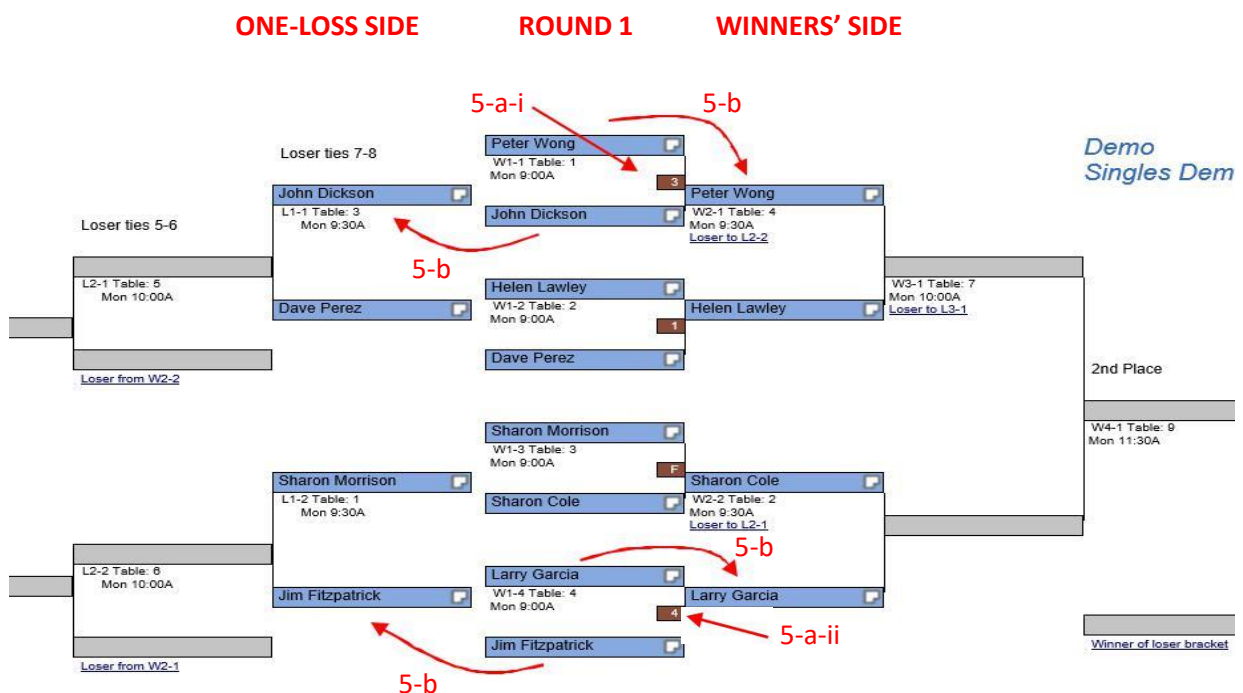 ONE-LOSS SIDE
ROUND 1
WINNERS’ SIDE
5-a-i
5-b
Peter Wong
W1-1 Table: 1
Mon 9:00A
3
John Dickson
Demo
Singles Dem
Loser ties 7-8
John Dickson
L1-1 Table: 3
Mon 9:30A
Peter Wong
W2-1 Table: 4
Mon 9:30A
Loser to L2-2
Loser ties 5-6
5-b
L2-1 Table: 5
Mon 10:00A
Dave Perez
Helen Lawley
W1-2 Table: 2
Mon 9:00A
1
Dave Perez
Helen Lawley
W3-1 Table: 7
Mon 10:00A
Loser to L3-1
Loser from W2-2
2nd Place
Sharon Morrison
W1-3 Table: 3
Mon 9:00A
F
Sharon Cole
W4-1 Table: 9
Mon 11:30A
Sharon Morrison
L1-2 Table: 1
Mon 9:30A
Sharon Cole
W2-2 Table: 2
Mon 9:30A
Loser to L2-1
5-b
L2-2 Table: 6
Mon 10:00A
Jim Fitzpatrick
Larry Garcia
W1-4 Table: 4
Mon 9:00A
4
Jim Fitzpatrick
Larry Garcia
5-a-ii
Winner of loser bracket
Loser from W2-1
5-b